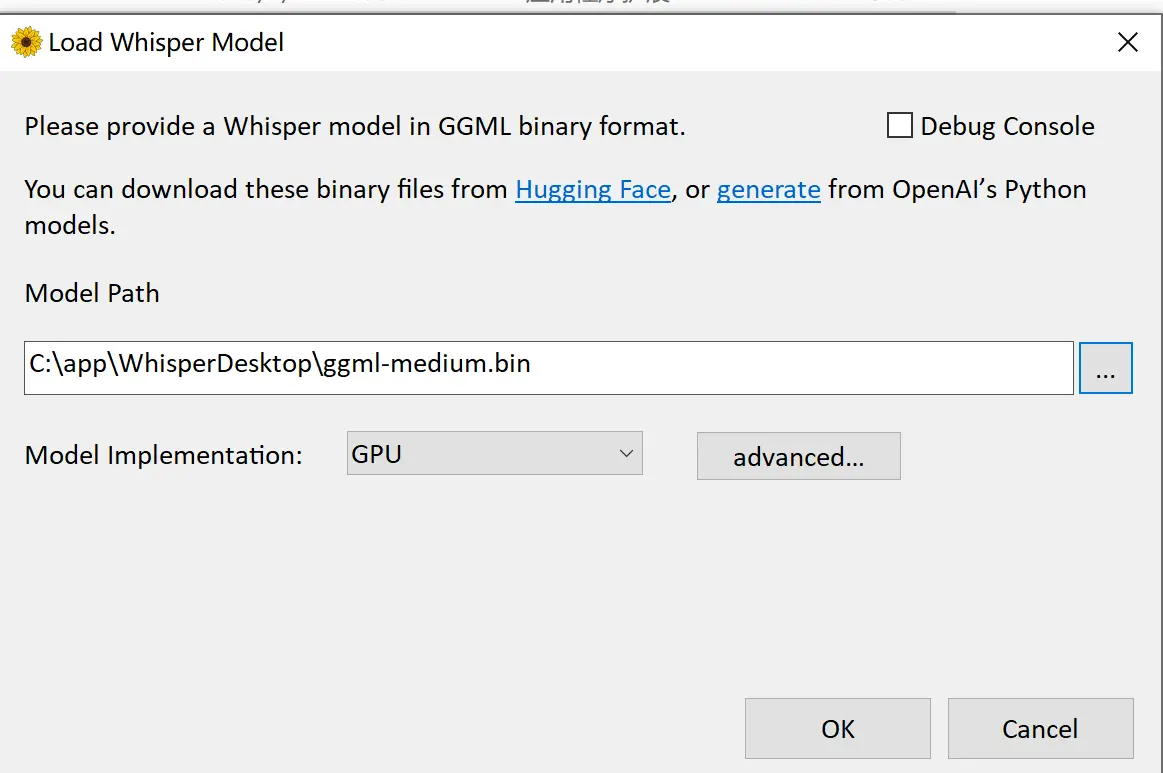 Load Whisper Model
Please provide a Whisper model in GGML binary format.
Debug Console
You can download these binary files from Hugging Face, or generate from OpenAI’s Python
models.
Model Path
C:\app\WhisperDesktop\ggml-medium.bin
...
Model Implementation:
GPU
advanced...
OK
Cancel